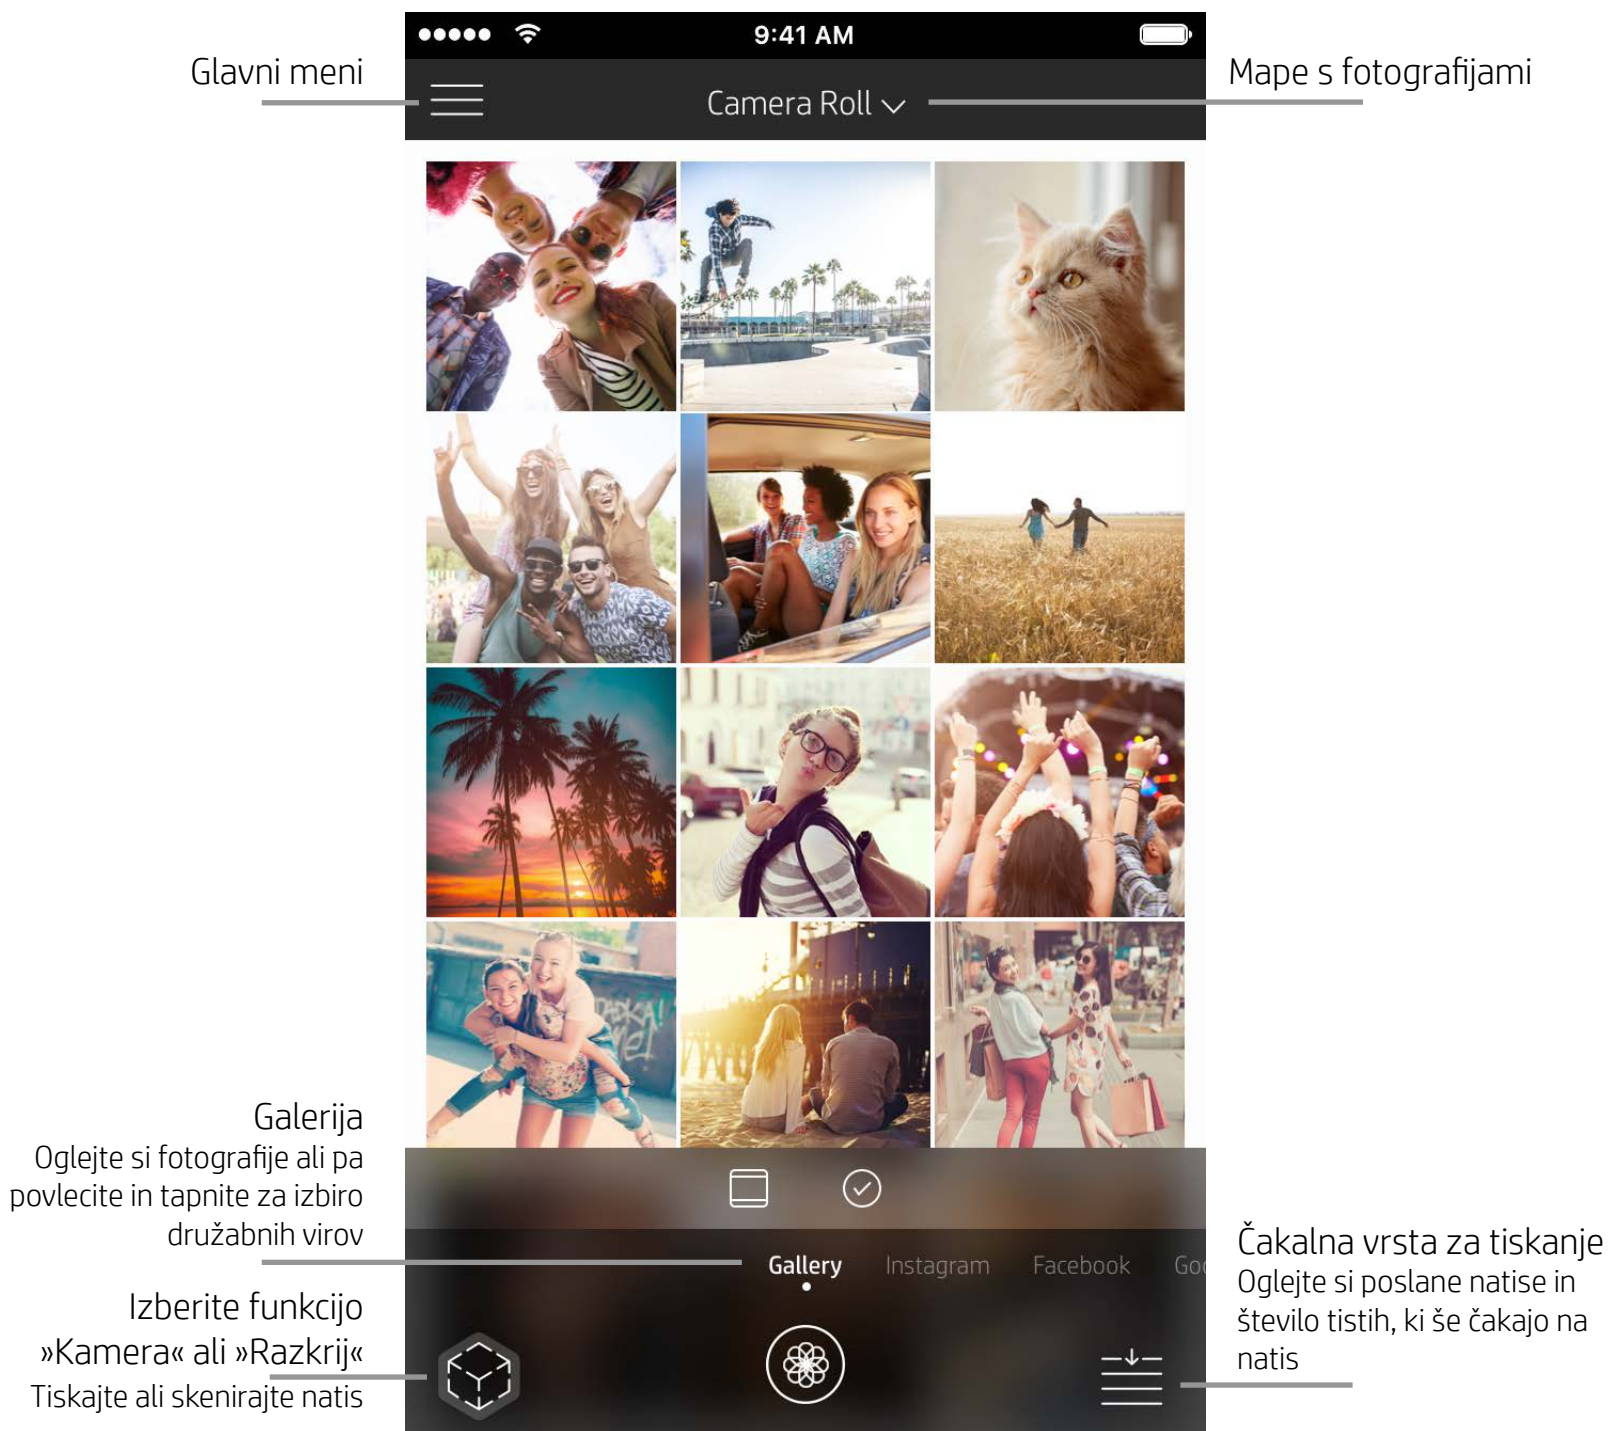 9:41 AM
Glavni meni
Camera Roll
Mape s fotografijami
Galerija
Oglejte si fotografije ali pa
povlecite in tapnite za izbiro
družabnih virov
Gallery Instagram Facebook Goo
Izberite funkcijo
»Kamera« ali »Razkrij«
Tiskajte ali skenirajte natis
Čakalna vrsta za tiskanje
Oglejte si poslane natise in
število tistih, ki še čakajo na
natis